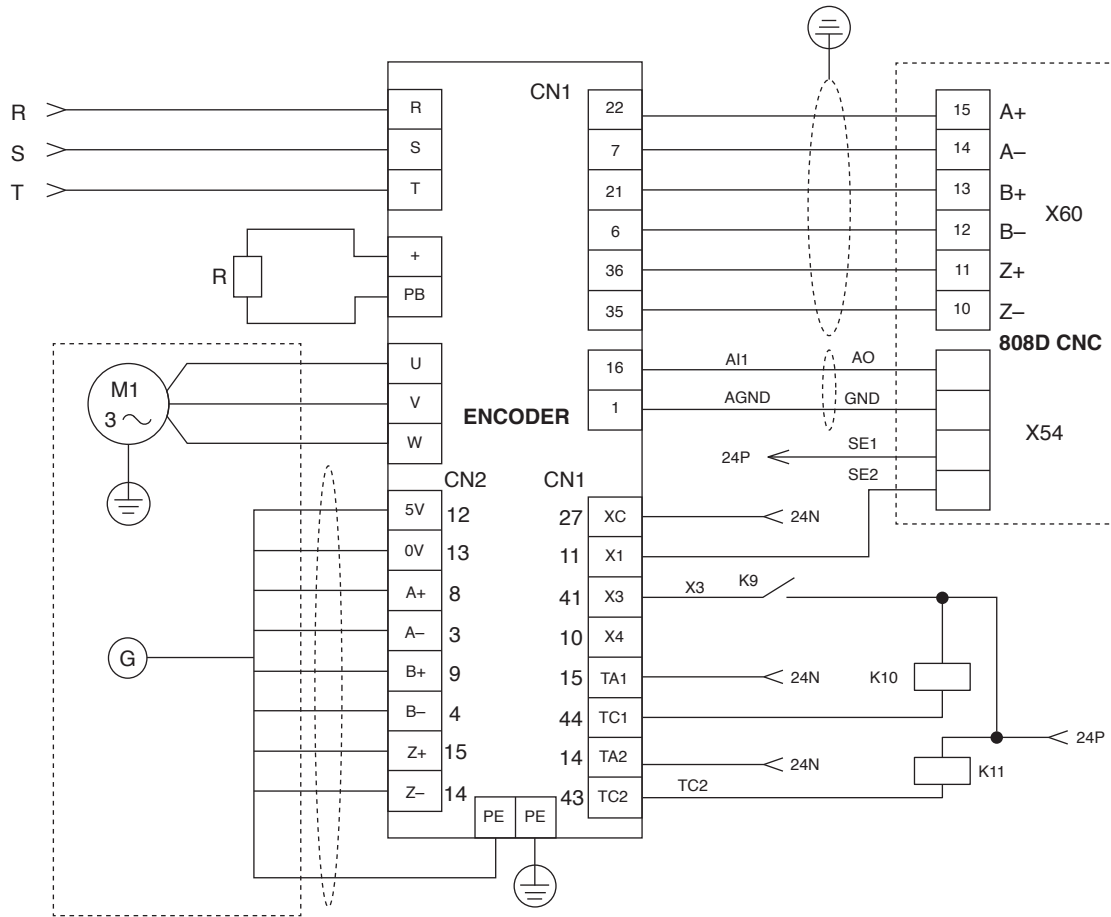 R
S
T
R
M1
3
G
R
S
T
+
PB
U
V
W
ENCODER
CN2
5V 12
0V 13
A+ 8
A– 3
B+ 9
B– 4
Z+ 15
Z– 14
PE PE
CN1
22
7
21
6
36
35
16
1
CN1
27 XC
11 X1
41 X3
10 X4
15 TA1
44 TC1
14 TA2
43 TC2
AI1 AO
AGND GND
24P SE1
SE2
24N
X3 K9
24N
K10
24P
24N
K11
TC2
15 A+
14 A–
13 B+
12 B–
11 Z+
10 Z–
X60
808D CNC
X54